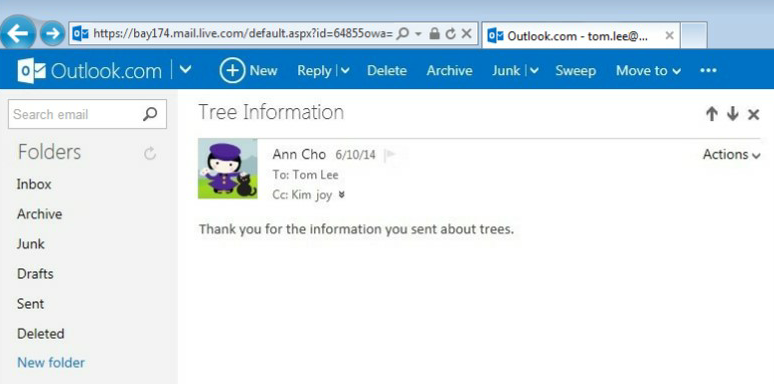 https://bay174.mail.live.com/default.aspx?id=64855owa=
Outlook.com - tom.lee@...
Outlook.com
New Reply Delete Archive Junk Sweep Move to •••
Search email
Folders
Inbox
Archive
Junk
Drafts
Sent
Deleted
New folder
Tree Information
Ann Cho 6/10/14
Actions
To: Tom Lee
Cc: Kim joy
Thank you for the information you sent about trees.